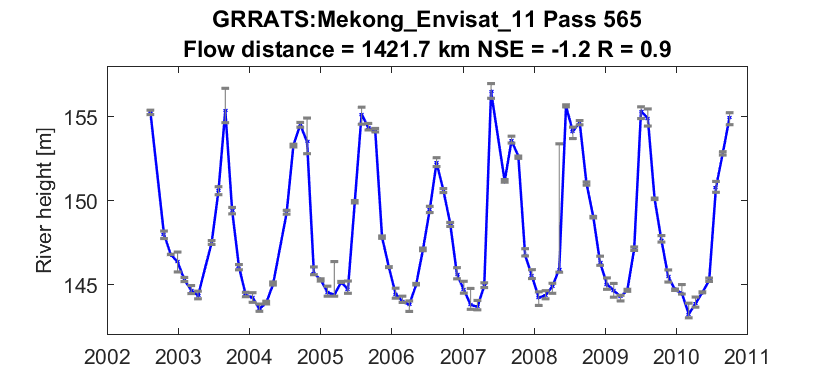 GRRATS:Mekong_Envisat_11 Pass 565
Flow distance = 1421.7 km NSE = -1.2 R = 0.9
River height [m]
155
150
145
2002 2003 2004 2005 2006 2007 2008 2009 2010 2011